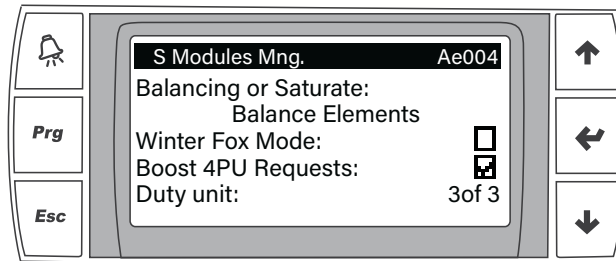 S Modules Mng. Ae004
Balancing or Saturate:
Balance Elements
Winter Fox Mode:
Boost 4PU Requests:
Duty unit: 3of 3
Prg
Esc